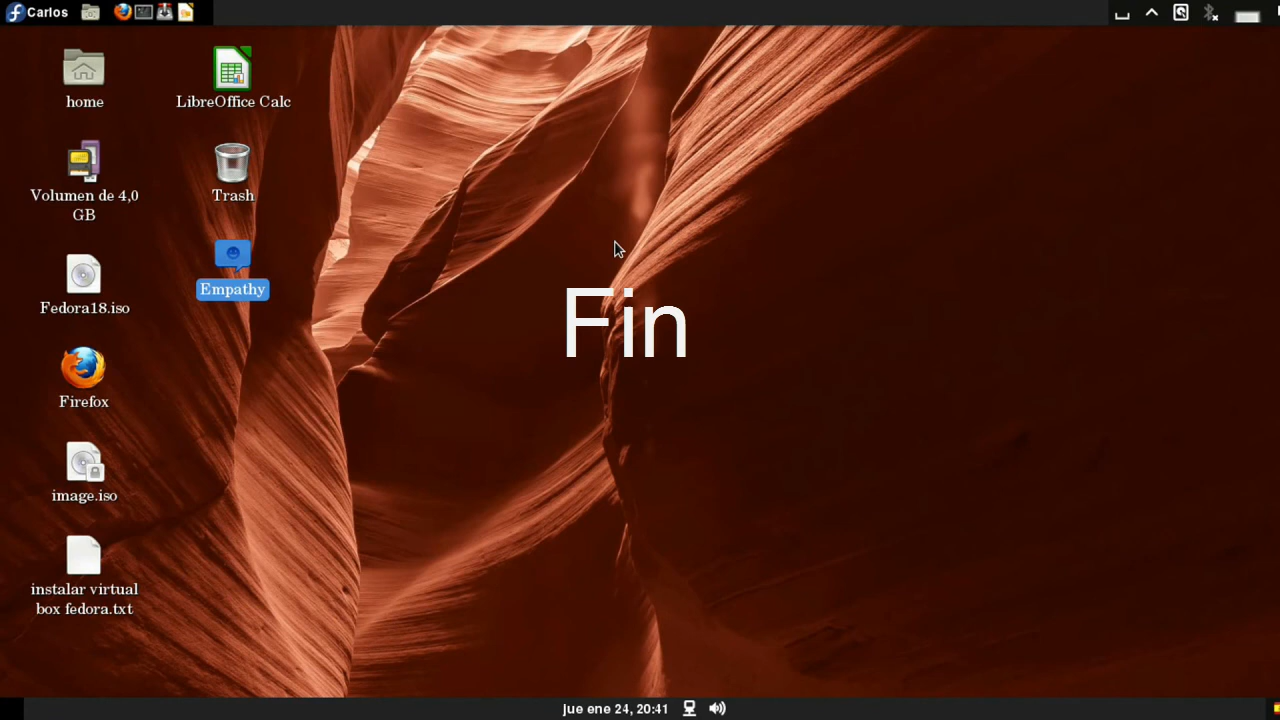 Carlos
home
LibreOffice Calc
Volumen de 4,0
GB
Trash
Fedora18.iso
Empathy
Fin
Firefox
image.iso
instalar virtual
box fedora.txt
jue ene 24, 20:41